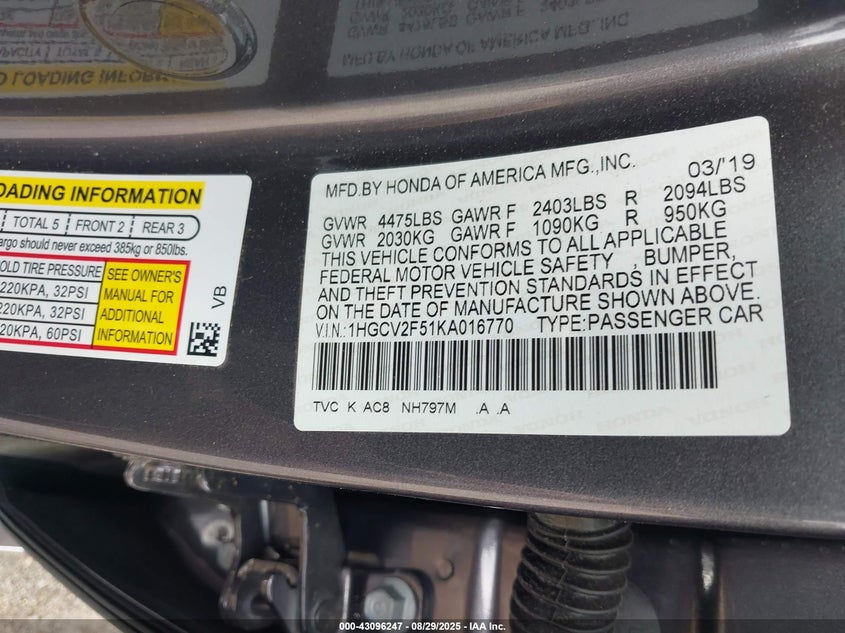 OADING INFORMATION
TOTAL 5 FRONT 2 REAR 3
argo should never exceed 385kg or 850lbs.
OLD TIRE PRESSURE
220KPA, 32PSI
220KPA, 32PSI
20KPA, 60PSI
SEE OWNER'S
MANUAL FOR
ADDITIONAL
INFORMATION
VB
MFD.BY HONDA OF AMERICA MFG.,INC. 03/'19
GVWR 4475LBS GAWR F 2403LBS R 2094LBS
GVWR 2030KG GAWR F 1090KG R 950KG
THIS VEHICLE CONFORMS TO ALL APPLICABLE
FEDERAL MOTOR VEHICLE SAFETY , BUMPER,
AND THEFT PREVENTION STANDARDS IN EFFECT
ON THE DATE OF MANUFACTURE SHOWN ABOVE.
V.I.N.:1HGCV2F51KA016770 TYPE:PASSENGER CAR
TVC K AC8 NH797M .A .A
000-43096247 - 08/29/2025 - IAA Inc.